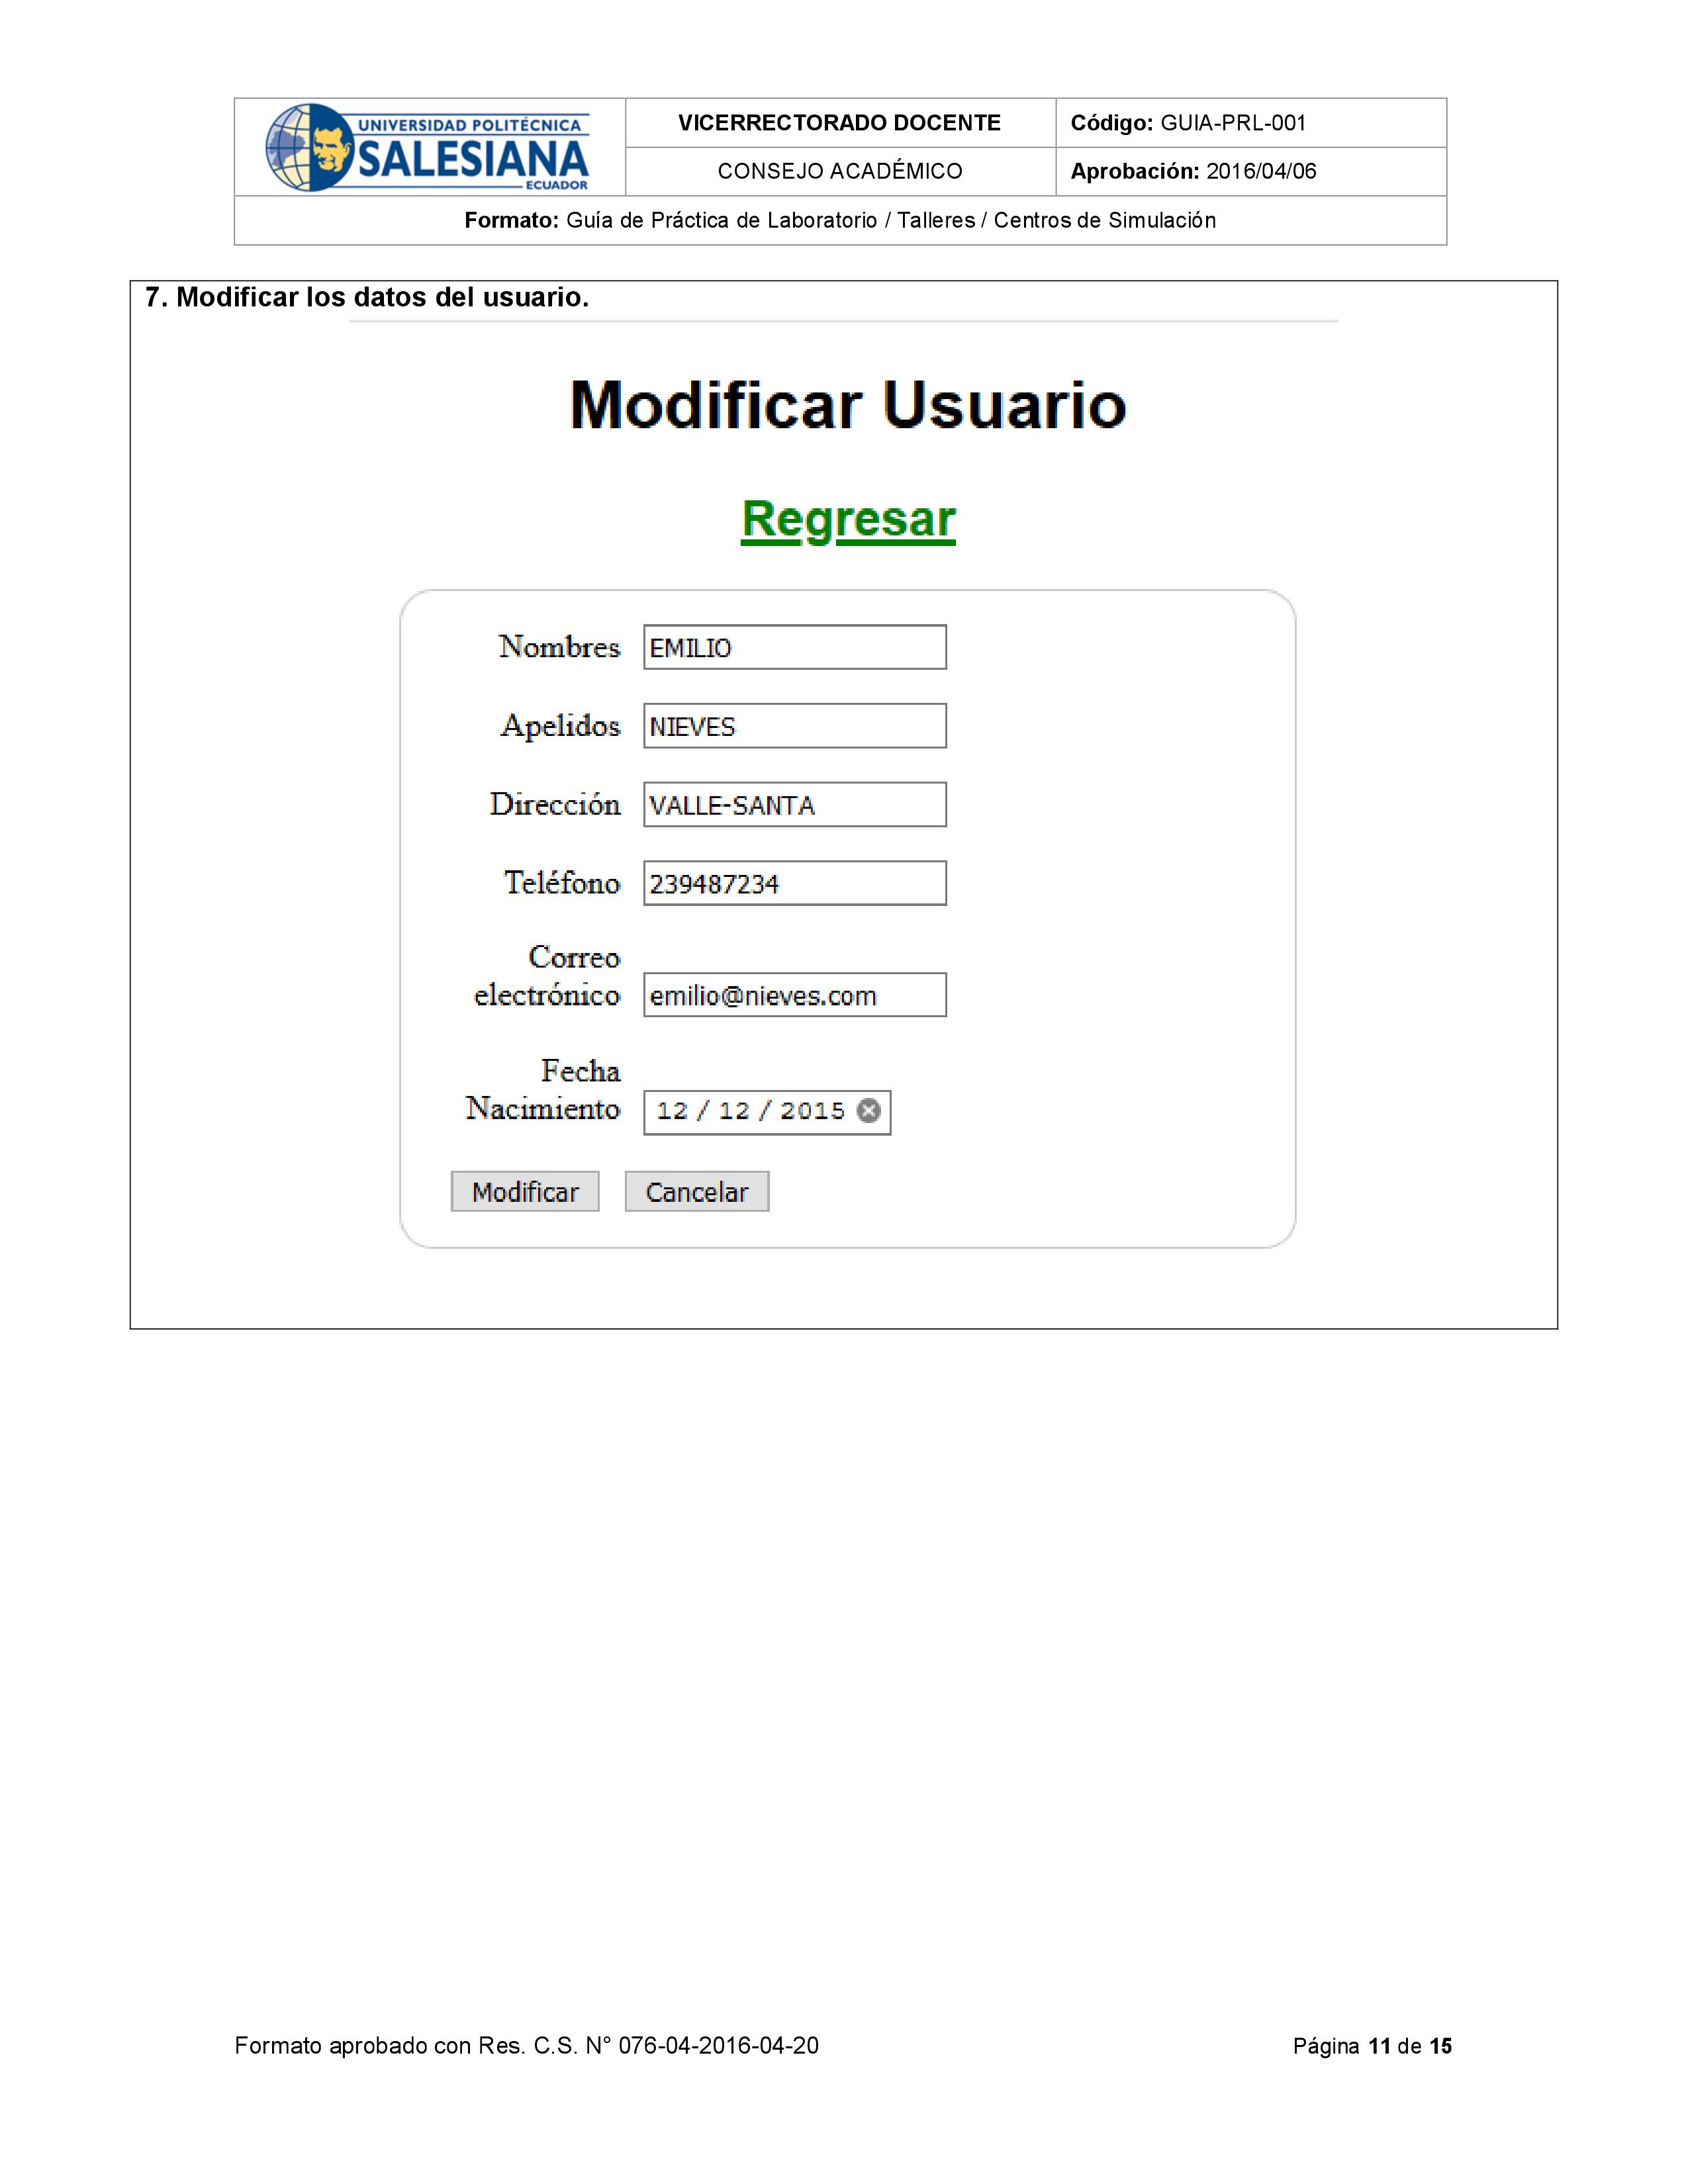 UNIVERSIDAD POLITÉCNICA
SALESIANA
ECUADOR
VICERRECTORADO DOCENTE
Código: GUIA-PRL-001
CONSEJO ACADÉMICO
Aprobación: 2016/04/06
Formato: Guía de Práctica de Laboratorio / Talleres / Centros de Simulación
7. Modificar los datos del usuario.
Modificar Usuario
Regresar
Nombres EMILIO
Apelidos NIEVES
Dirección VALLE-SANTA
Teléfono 239487234
Correo
electrónico emilio@nieves.com
Fecha
Nacimiento 12 / 12 / 2015
Modificar Cancelar
Formato aprobado con Res. C.S. N° 076-04-2016-04-20
Página 11 de 15